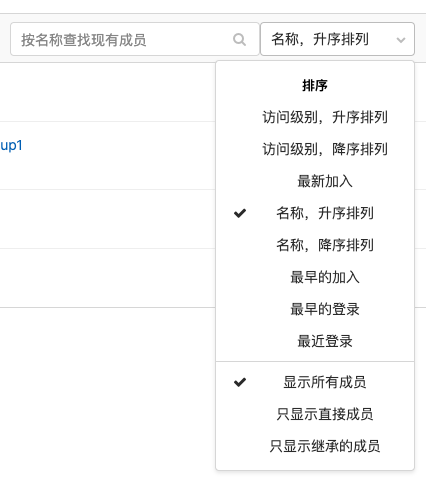 按名称查找现有成员
名称，升序排列
排序
访问级别，升序排列
up1
访问级别，降序排列
最新加入
名称，升序排列
名称，降序排列
最早的加入
最早的登录
最近登录
显示所有成员
只显示直接成员
只显示继承的成员